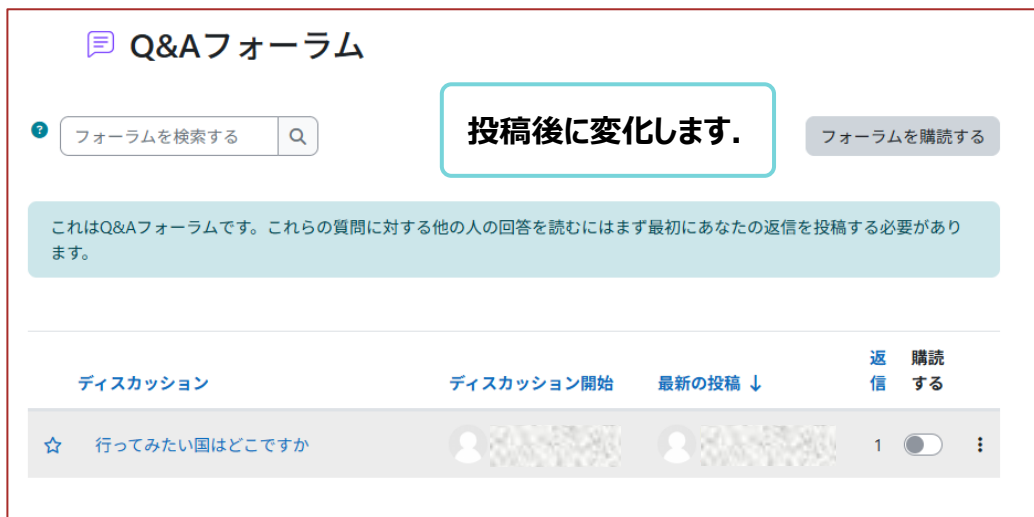 Q&Aフォーラム
フォーラムを検索する
投稿後に変化します.
フォーラムを購読する
これはQ&Aフォーラムです。これらの質問に対する他の人の回答を読むにはまず最初にあなたの返信を投稿する必要があり
ます。
ディスカッション ディスカッション開始 最新の投稿 ↓ 返信 購読する
行ってみたい国はどこですか 1